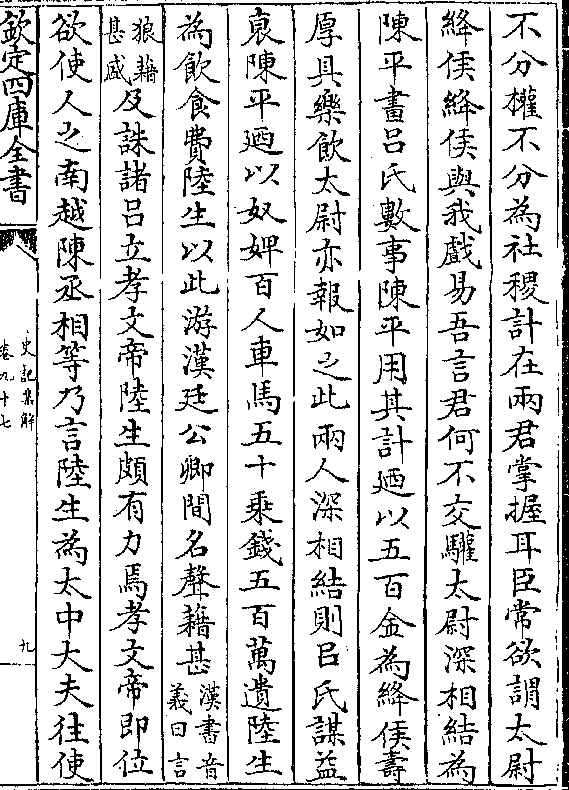 不分權不分為社稷計在兩君掌握耳臣常欲謂太尉
絳侯絳侯與我戲易吾言君何不交驩太尉深相結為
陳平畫吕氏數事陳平用其計廼以五百金為絳侯壽
厚具樂飲太尉亦報如之此兩人深相結則吕氏謀益
衰陳平廼以奴婢百人車馬五十乗錢五百萬遺陸生
為飲食費陸生以此游漢廷公卿間名聲藉甚漢書音義曰言
狼藉甚盛及誅諸吕立孝文帝陸生頗有力焉孝文帝即位
欲使人之南越陳丞相等乃言陸生為太中大夫往使
欽定四庫全書
史記集解
卷九十七
九